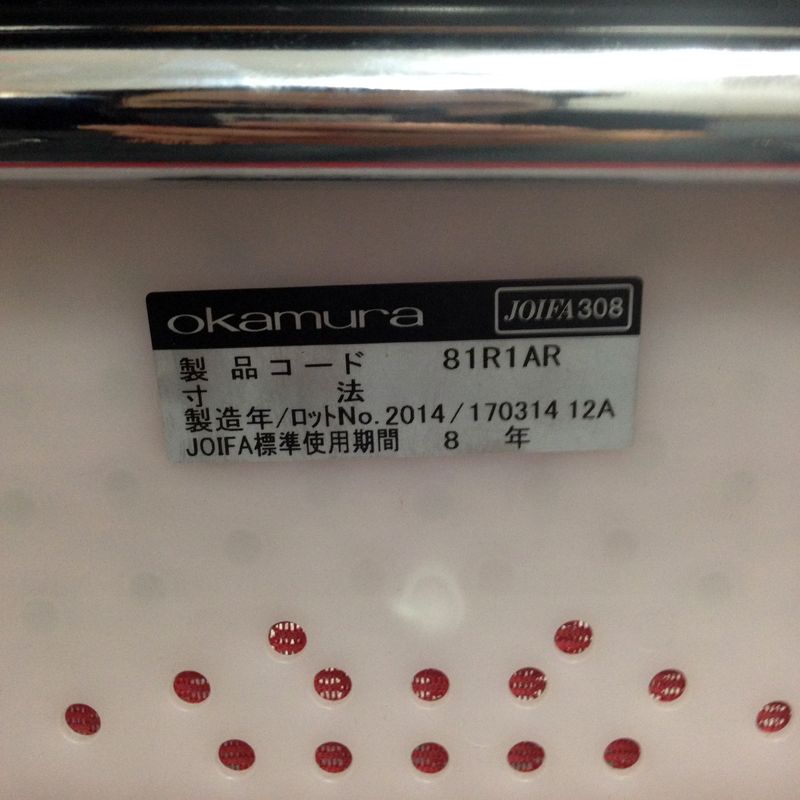 okamura JOIFA308
製品コード 81R1AR
寸法
製造年/ロットNo.2014/170314 12A
JOIFA標準使用期間 8 年